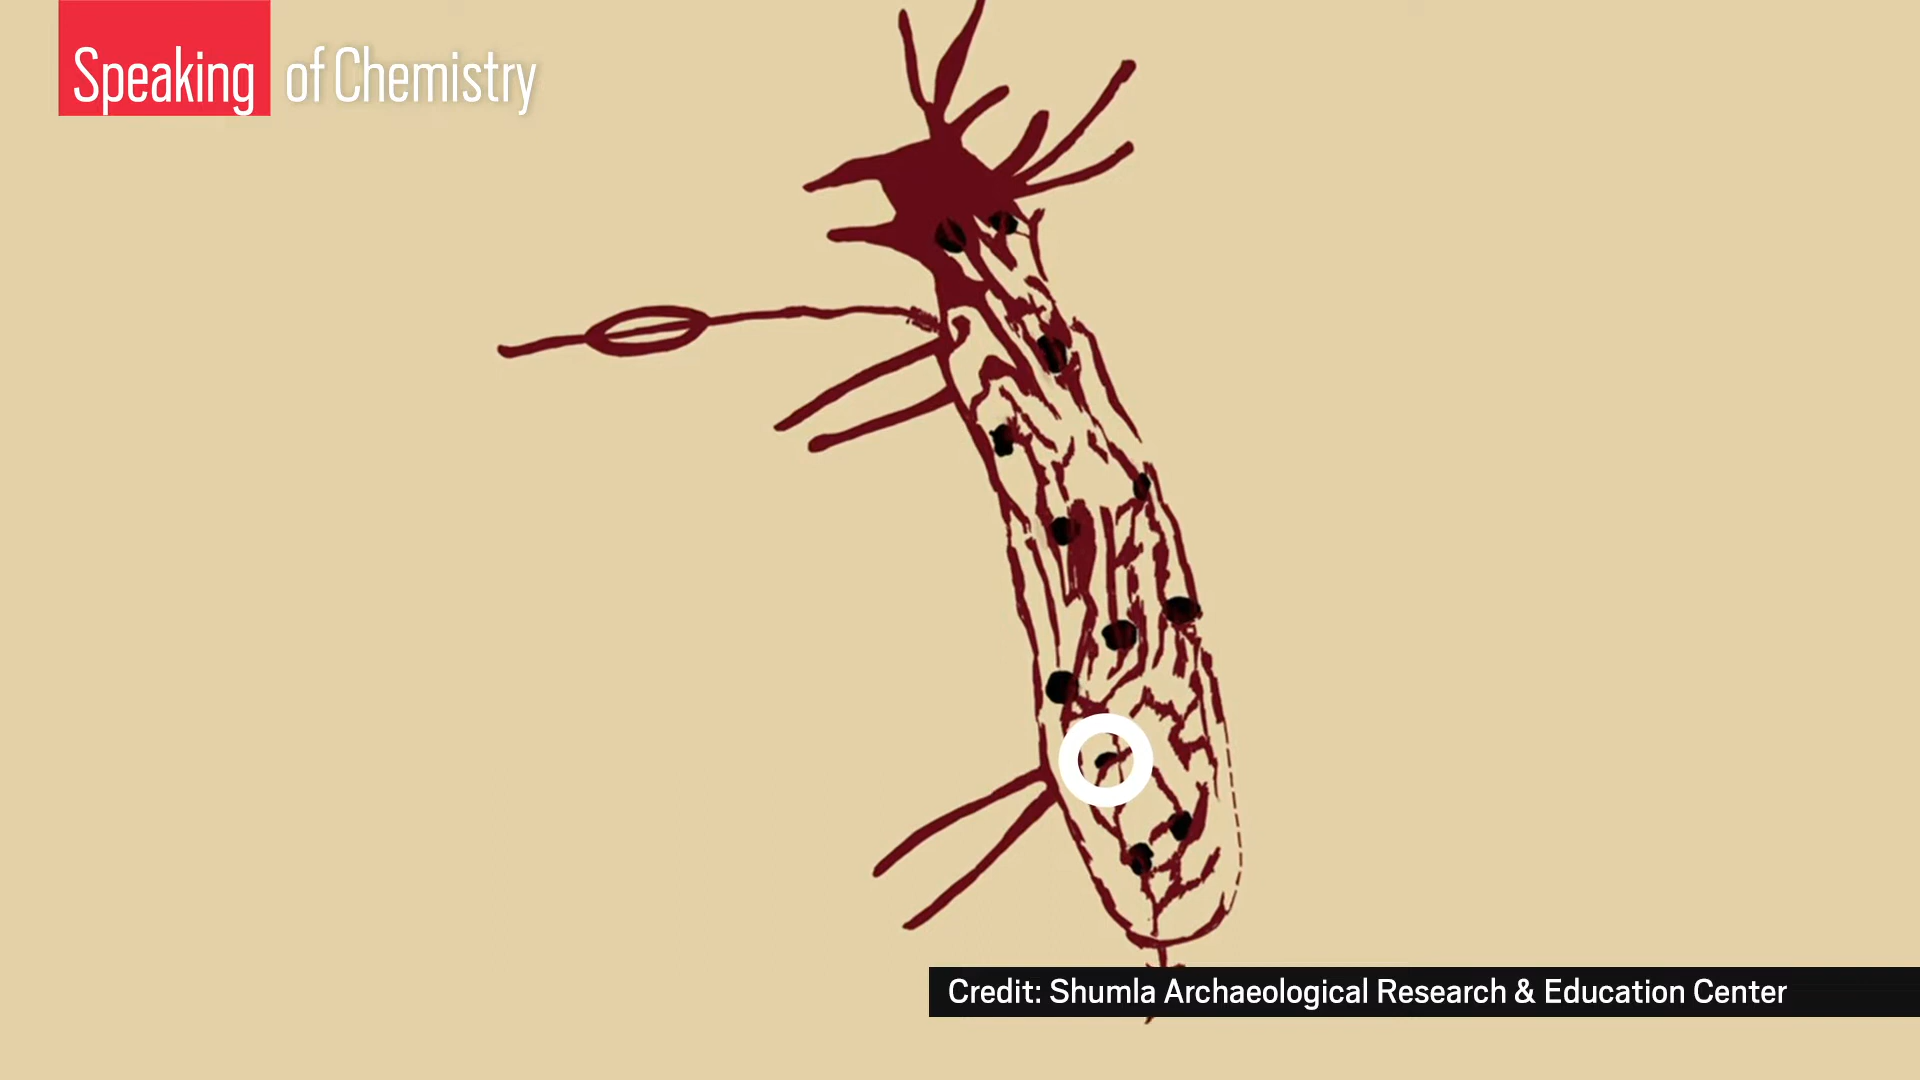 Speaking of Chemistry
Credit: Shumla Archaeological Research & Education Center